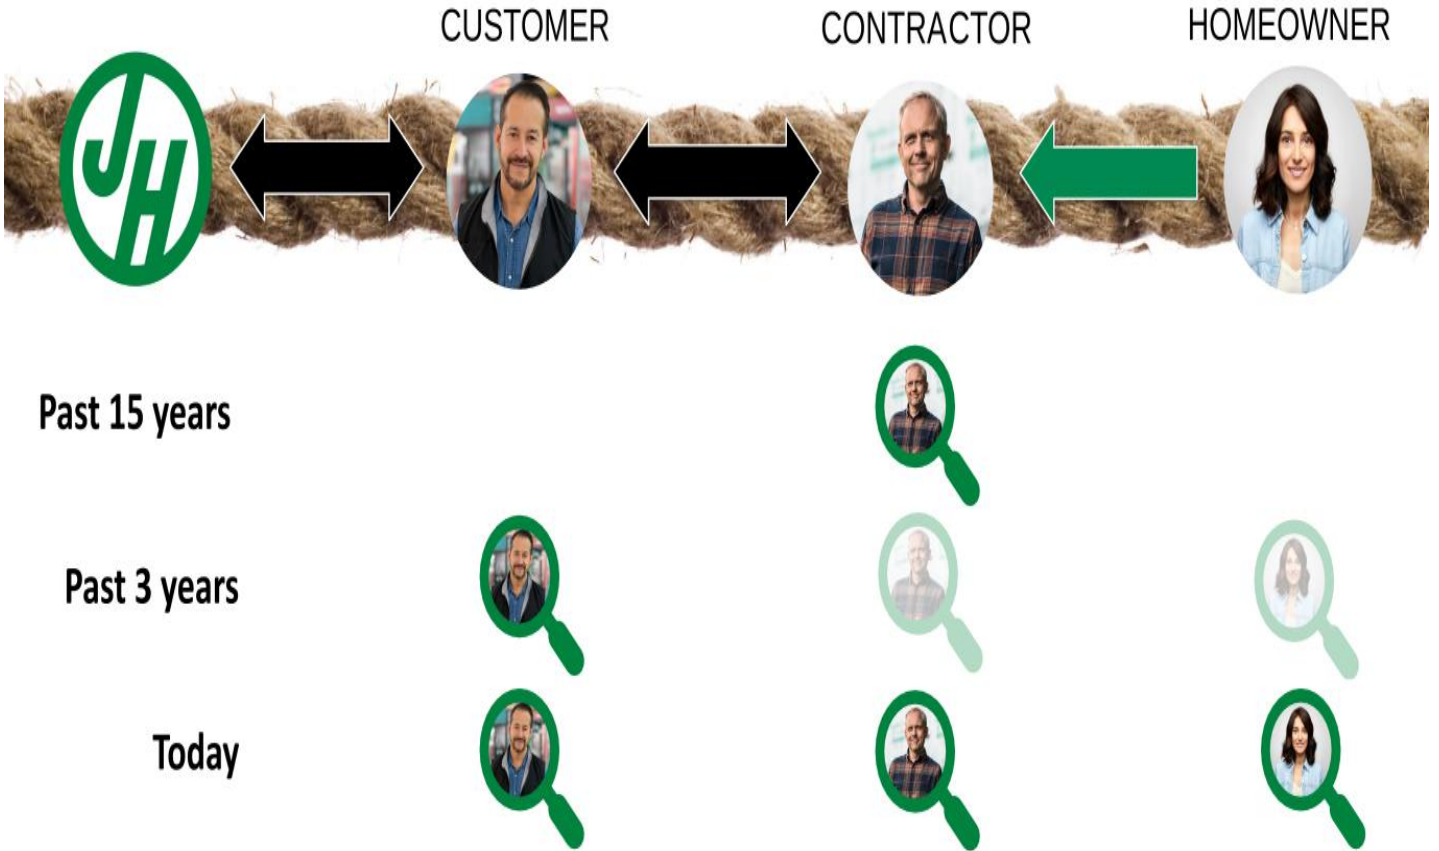 CUSTOMER
CONTRACTOR
HOMEOWNER
JH
Past 15 years
Past 3 years
Today